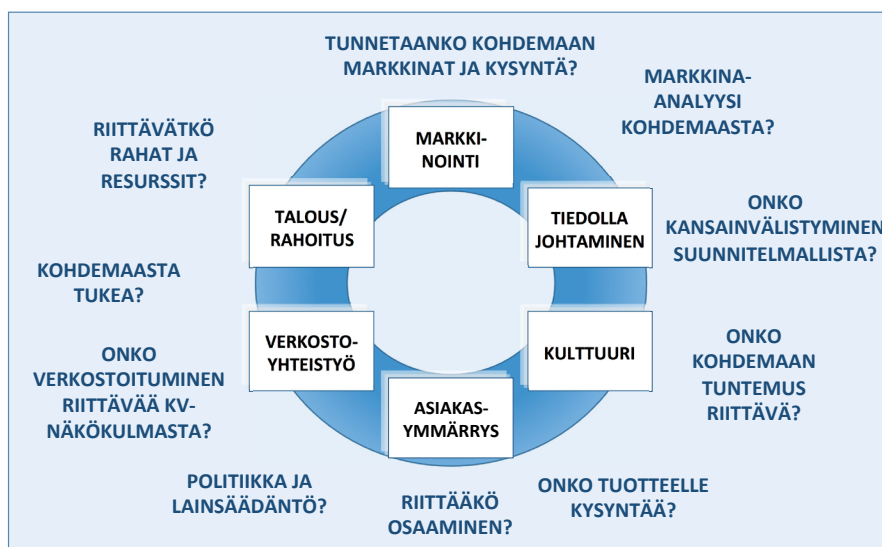 TUNNETAANKO KOHDEMAAN
MARKKINAT JA KYSYNTÄ?
MARKKINA-
ANALYYSI
KOHDEMAASTA?
RIITTÄVÄTKÖ
RAHAT JA
RESURSSIT?
MARKKI-
NOINTI
TALOUS/
RAHOITUS
TIEDOLLA
JOHTAMINEN
ONKO
KANSAINVÄLISTYMINEN
SUUNNITELMALLISTA?
KOHDEMAASTA
TUKEA?
VERKOSTO-
YHTEISTYÖ
KULTTUURI
ONKO
KOHDEMAAN
TUNTEMUS
RIITTÄVÄ?
ONKO
VERKOSTOITUMINEN
RIITTÄVÄÄ KV-
NÄKÖKULMASTA?
ASIAKAS-
YMMÄRRYS
POLITIIKKA JA
LAINSÄÄDÄNTÖ?
RIITTÄÄKÖ
OSAAMINEN?
ONKO TUOTTEELLE
KYSYNTÄÄ?